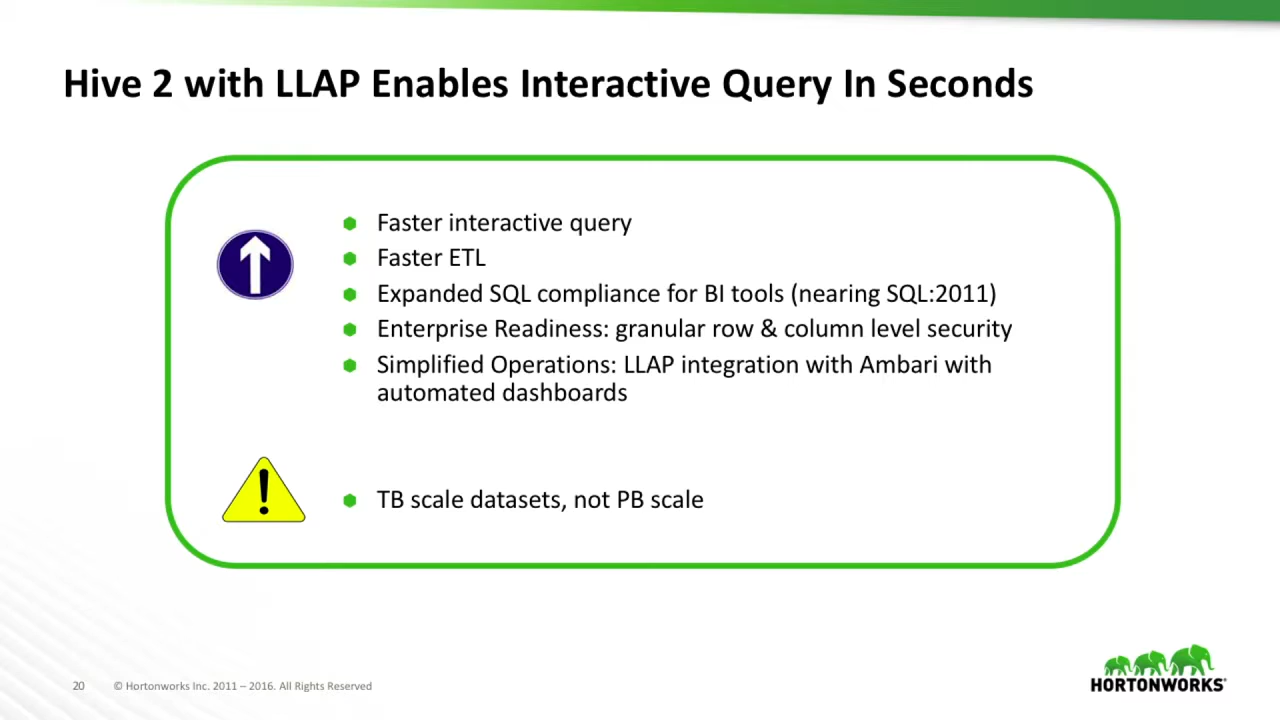 Hive 2 with LLAP Enables Interactive Query In Seconds
Faster interactive query
Faster ETL
Expanded SQL compliance for BI tools (nearing SQL:2011)
Enterprise Readiness: granular row & column level security
Simplified Operations: LLAP integration with Ambari with
automated dashboards
!
TB scale datasets, not PB scale
20 © Hortonworks Inc. 2011 – 2016. All Rights Reserved
HORTONWORKS